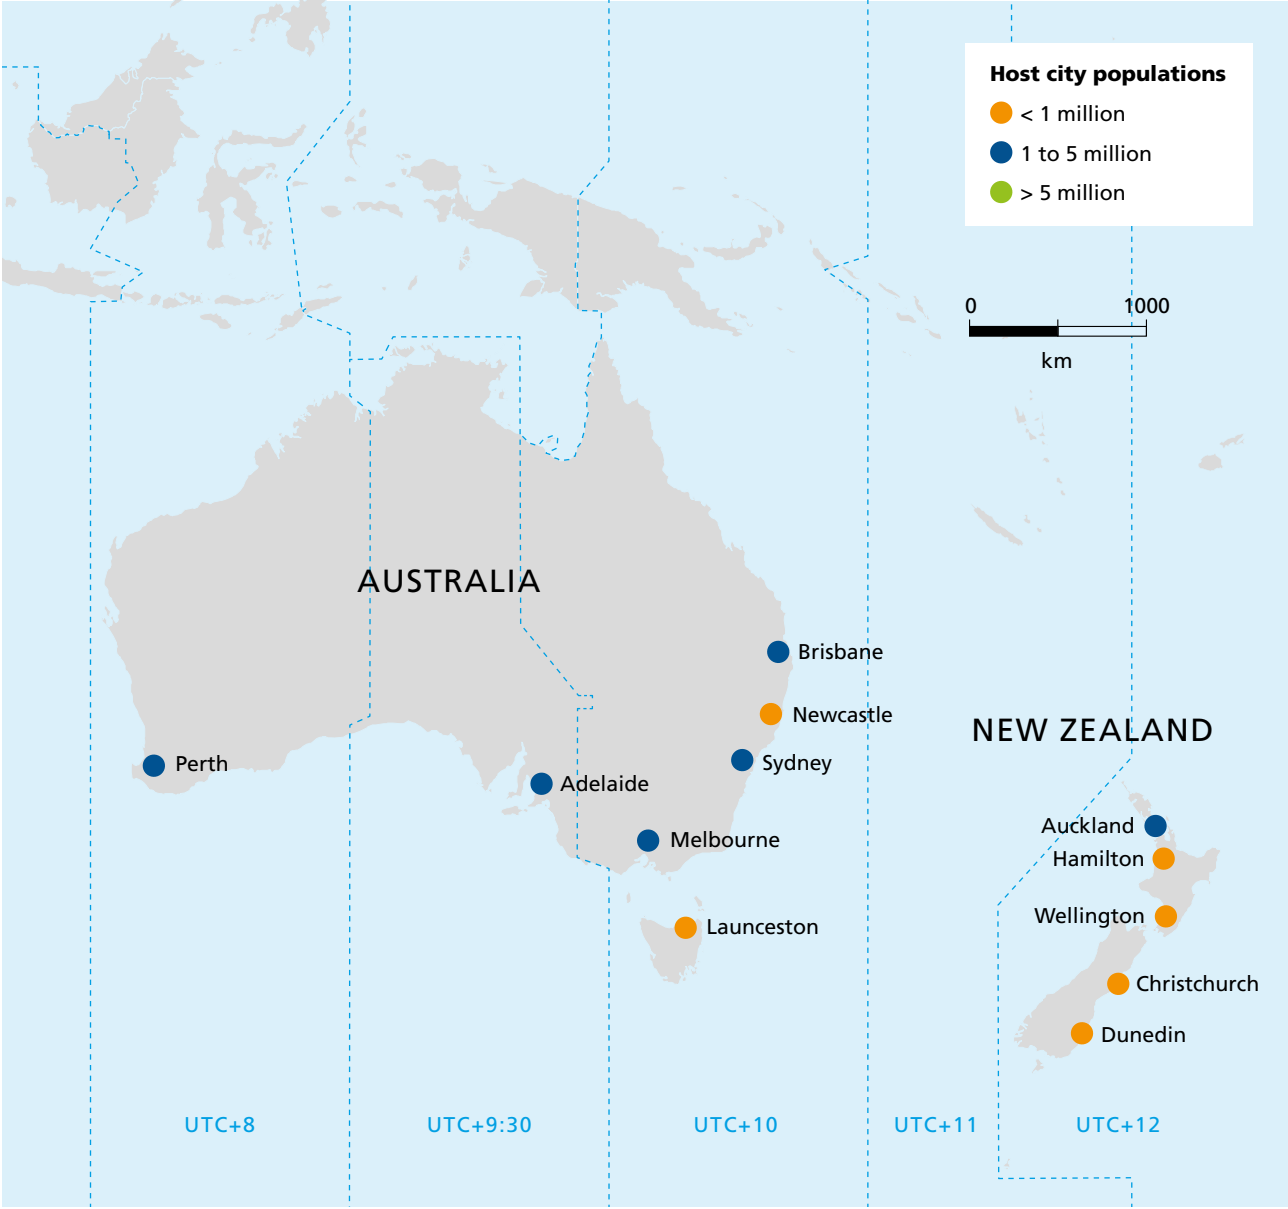 Host city populations
< 1 million
1 to 5 million
> 5 million
0 1000
km
AUSTRALIA
Brisbane
Newcastle
NEW ZEALAND
Perth
Sydney
Adelaide
Auckland
Melbourne
Hamilton
Wellington
Launceston
Christchurch
Dunedin
UTC+8 UTC+9:30 UTC+10 UTC+11 UTC+12